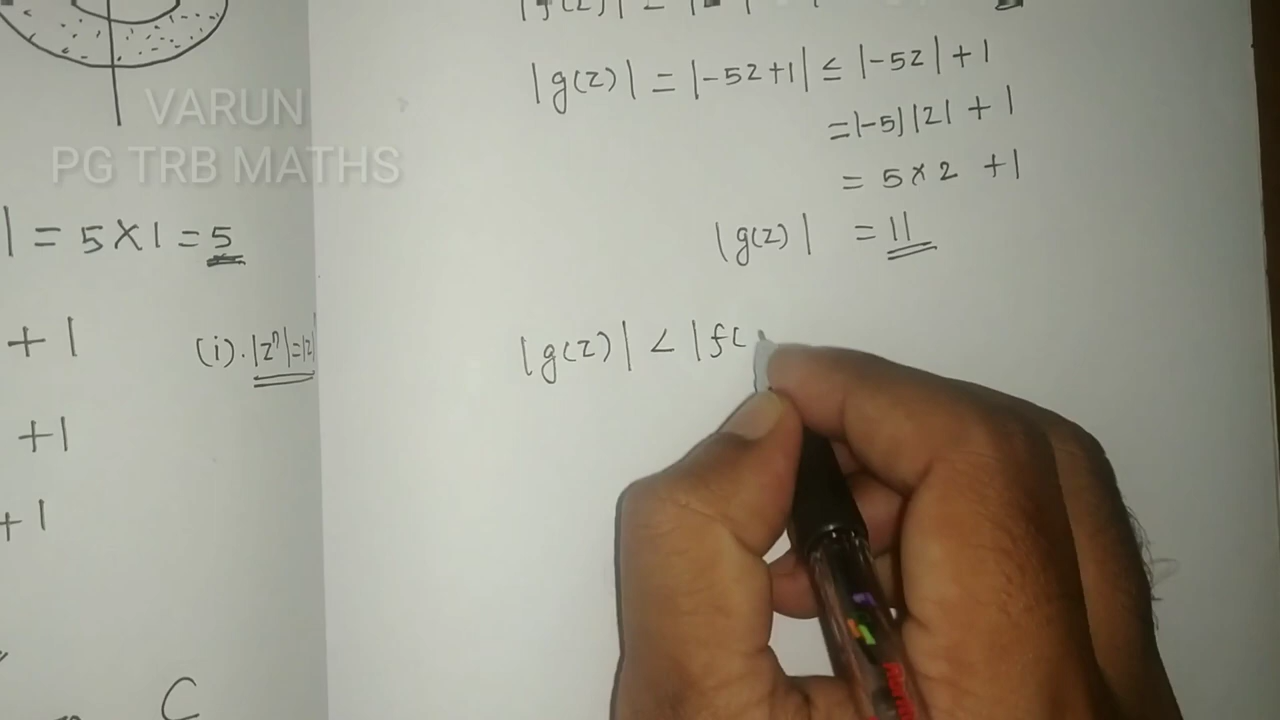 |g(z)| = |-5z+1| ≤ |-5z| + 1
= |-5| |z| + 1
= 5 × 2 + 1
|g(z)| = 11
|g(z)| < |f(
VARUN
PG TRB MATHS
| = 5 × 1 = 5
+ 1
(i). |z
+1
+ 1
C